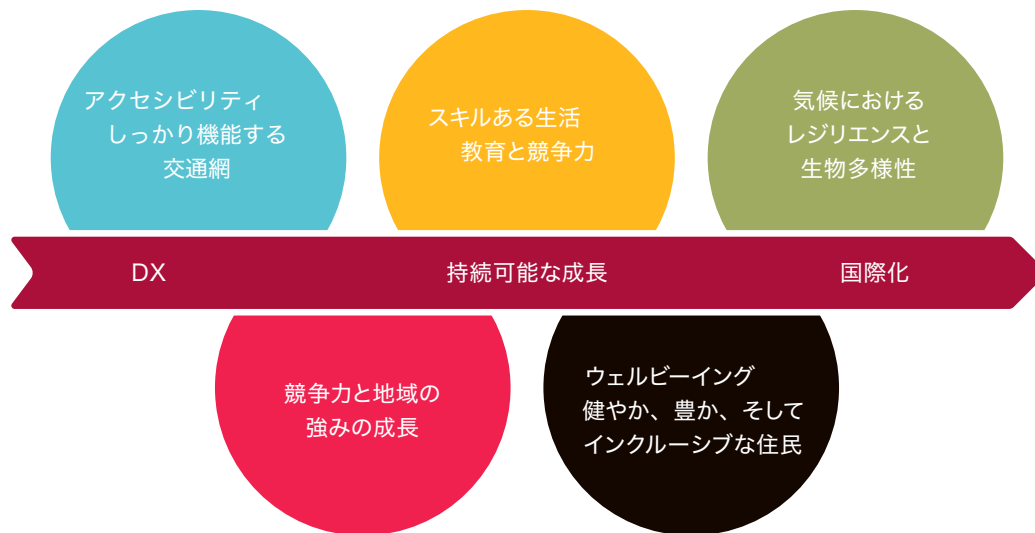 アクセシビリティ
しっかり機能する
交通網
スキルある生活
教育と競争力
気候における
レジリエンスと
生物多様性
DX
持続可能な成長
国際化
競争力と地域の
強みの成長
ウェルビーイング
健やか、豊か、そして
インクルーシブな住民